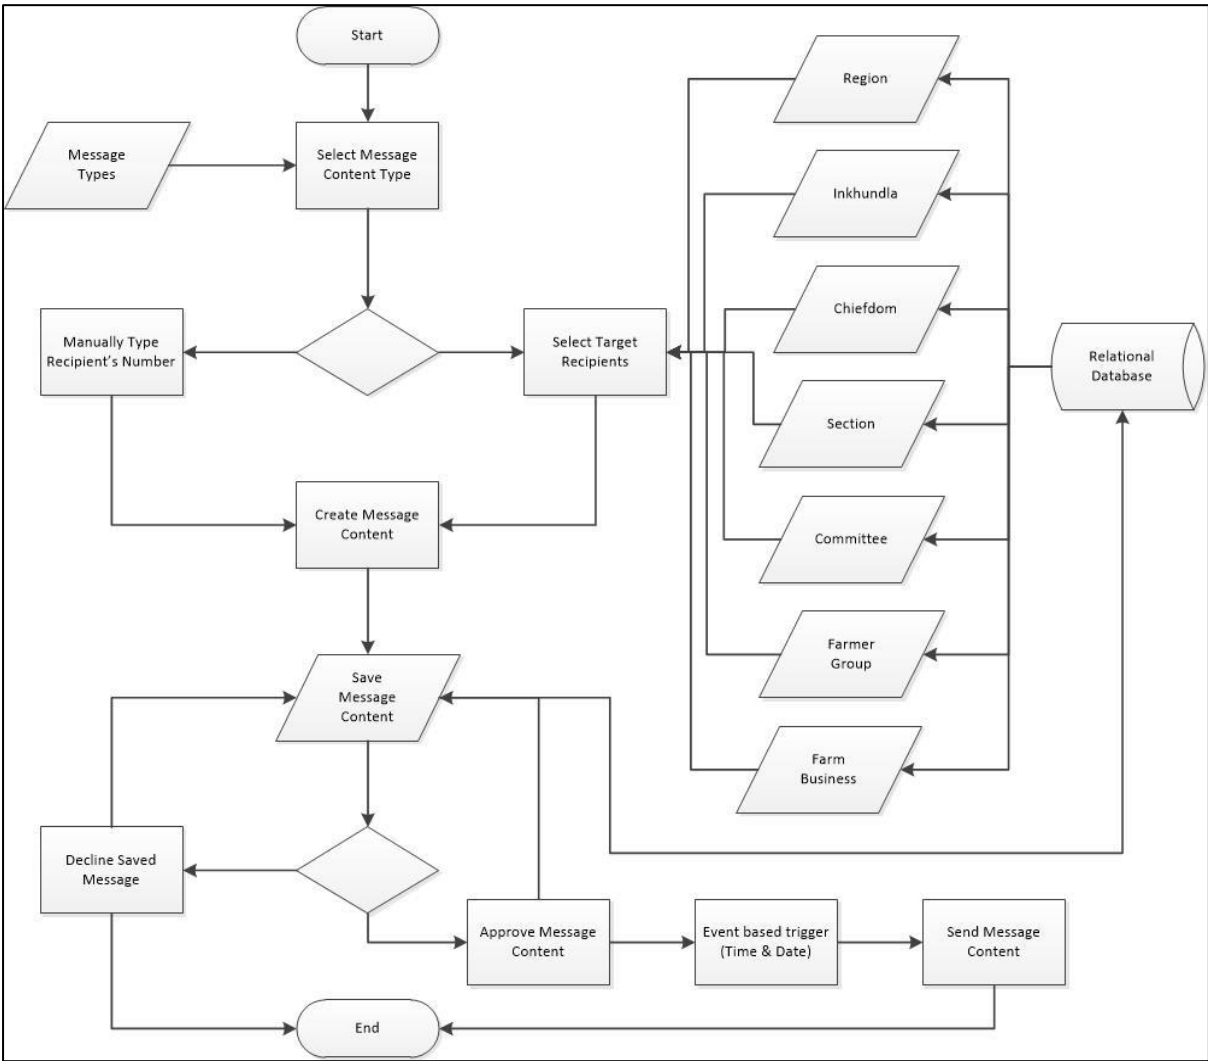 Start
Message
Types
Select Message
Content Type
Manually Type
Recipient's Number
Select Target
Recipients
Create Message
Content
Save
Message
Content
Decline Saved
Message
Approve Message
Content
Event based trigger
(Time & Date)
Send Message
Content
End
Region
Inkhundla
Chiefdom
Section
Committee
Farmer
Group
Farm
Business
Relational
Database